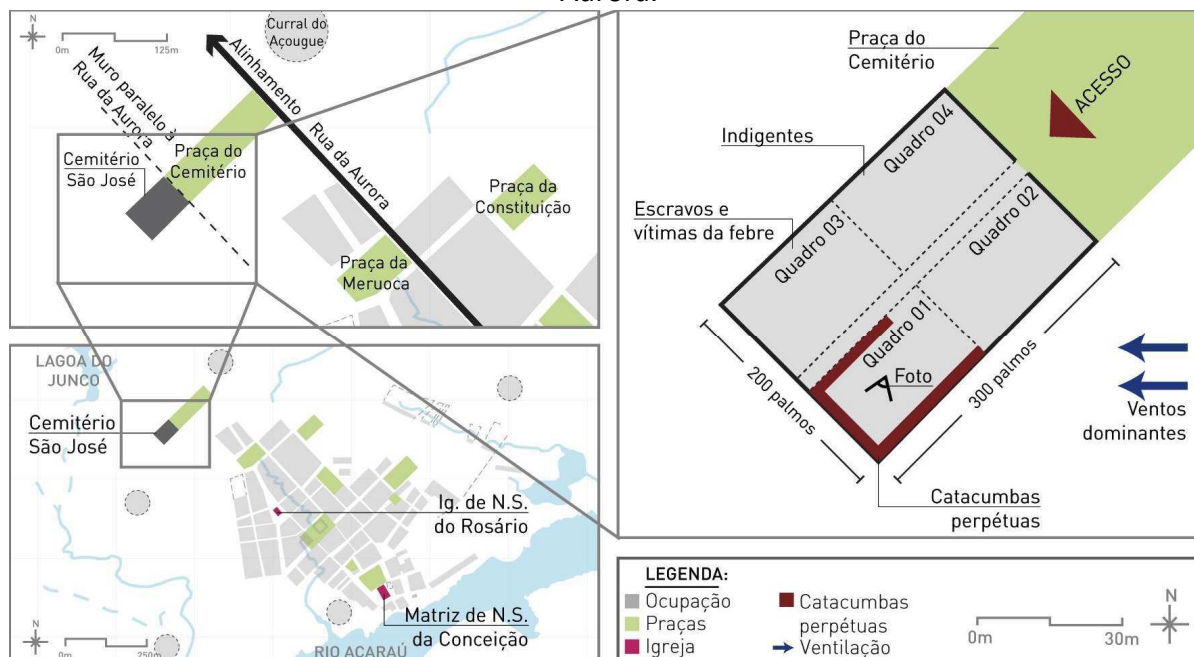 Aurora.
N
0m
125m
Curral do
Açougue
Alinhamento Rua da Aurora
Muro paralelo à
Rua da Aurora
Cemitério
São José
Praça do
Cemitério
Praça da
Constituição
Praça da
Meruoca
LAGOA DO
JUNCO
Cemitério
São José
Ig. de N.S.
do Rosário
Matriz de N.S.
da Conceição
RIO ACARAÚ
N
0m
250m
Praça do
Cemitério
ACESSO
Indigentes
Quadro 04
Escravos e
vítimas da febre
Quadro 03
Quadro 02
Quadro 01
Foto
200 palmos
300 palmos
Ventos
dominantes
Catacumbas
perpétuas
LEGENDA:
Ocupação
Praças
Igreja
Catacumbas
perpétuas
Ventilação
0m
30m
N